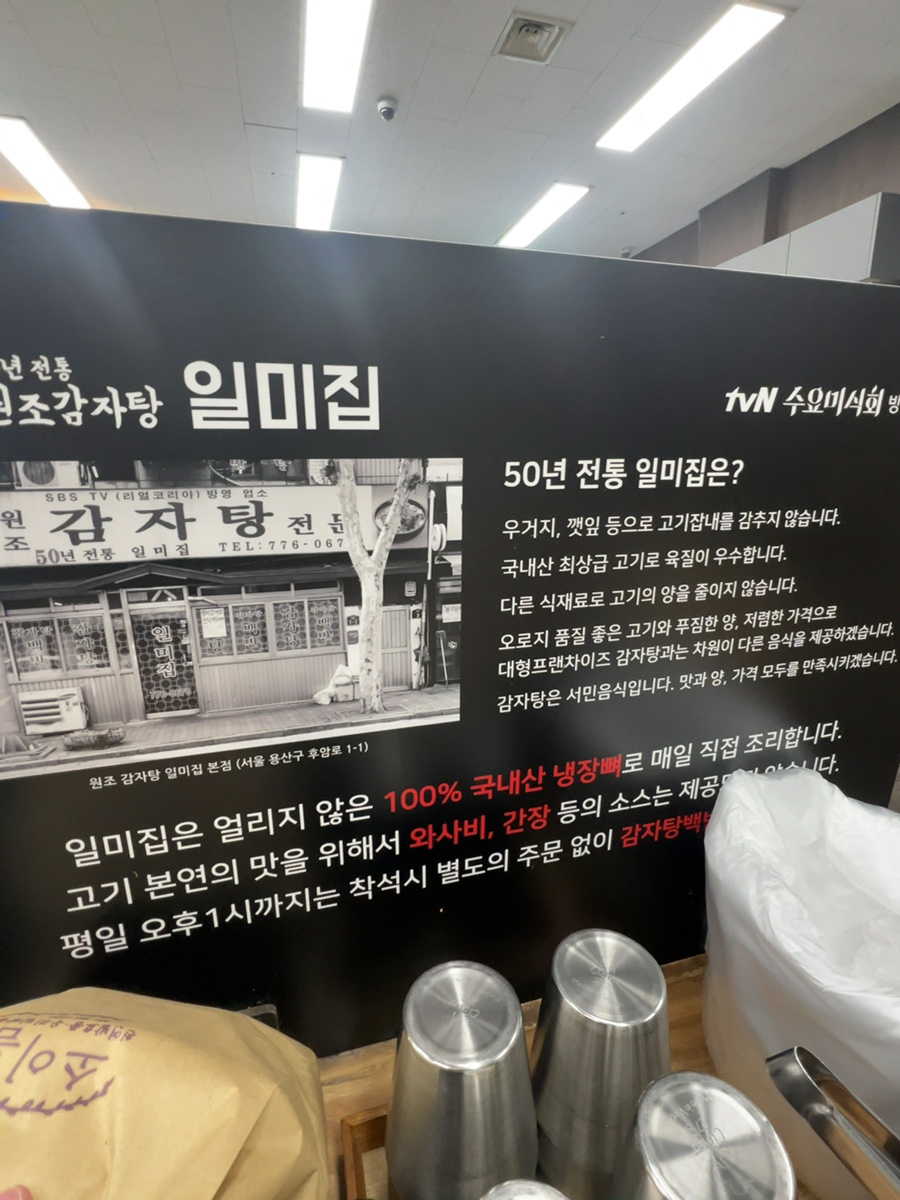 년 전통
원조감자탕 일미집
tvN 수요미식회
SBS TV (리얼코리아) 방영 업소
원조 감자탕 전문
50년 전통 일미집 TEL:776-067
일미집
원조 감자탕 일미집 본점 (서울 용산구 후암로 1-1)
50년 전통 일미집은?
우거지, 깻잎 등으로 고기잡내를 감추지 않습니다.
국내산 최상급 고기로 육질이 우수합니다.
다른 식재료로 고기의 양을 줄이지 않습니다.
오로지 품질 좋은 고기와 푸짐한 양, 저렴한 가격으로
대형프랜차이즈 감자탕과는 차원이 다른 음식을 제공하겠습니다.
감자탕은 서민음식입니다. 맛과 양, 가격 모두를 만족시키겠습니다.
일미집은 얼리지 않은 100% 국내산 냉장뼈로 매일 직접 조리합니다.
고기 본연의 맛을 위해서 와사비, 간장 등의 소스는 제공
평일 오후1시까지는 착석시 별도의 주문 없이 감자탕백